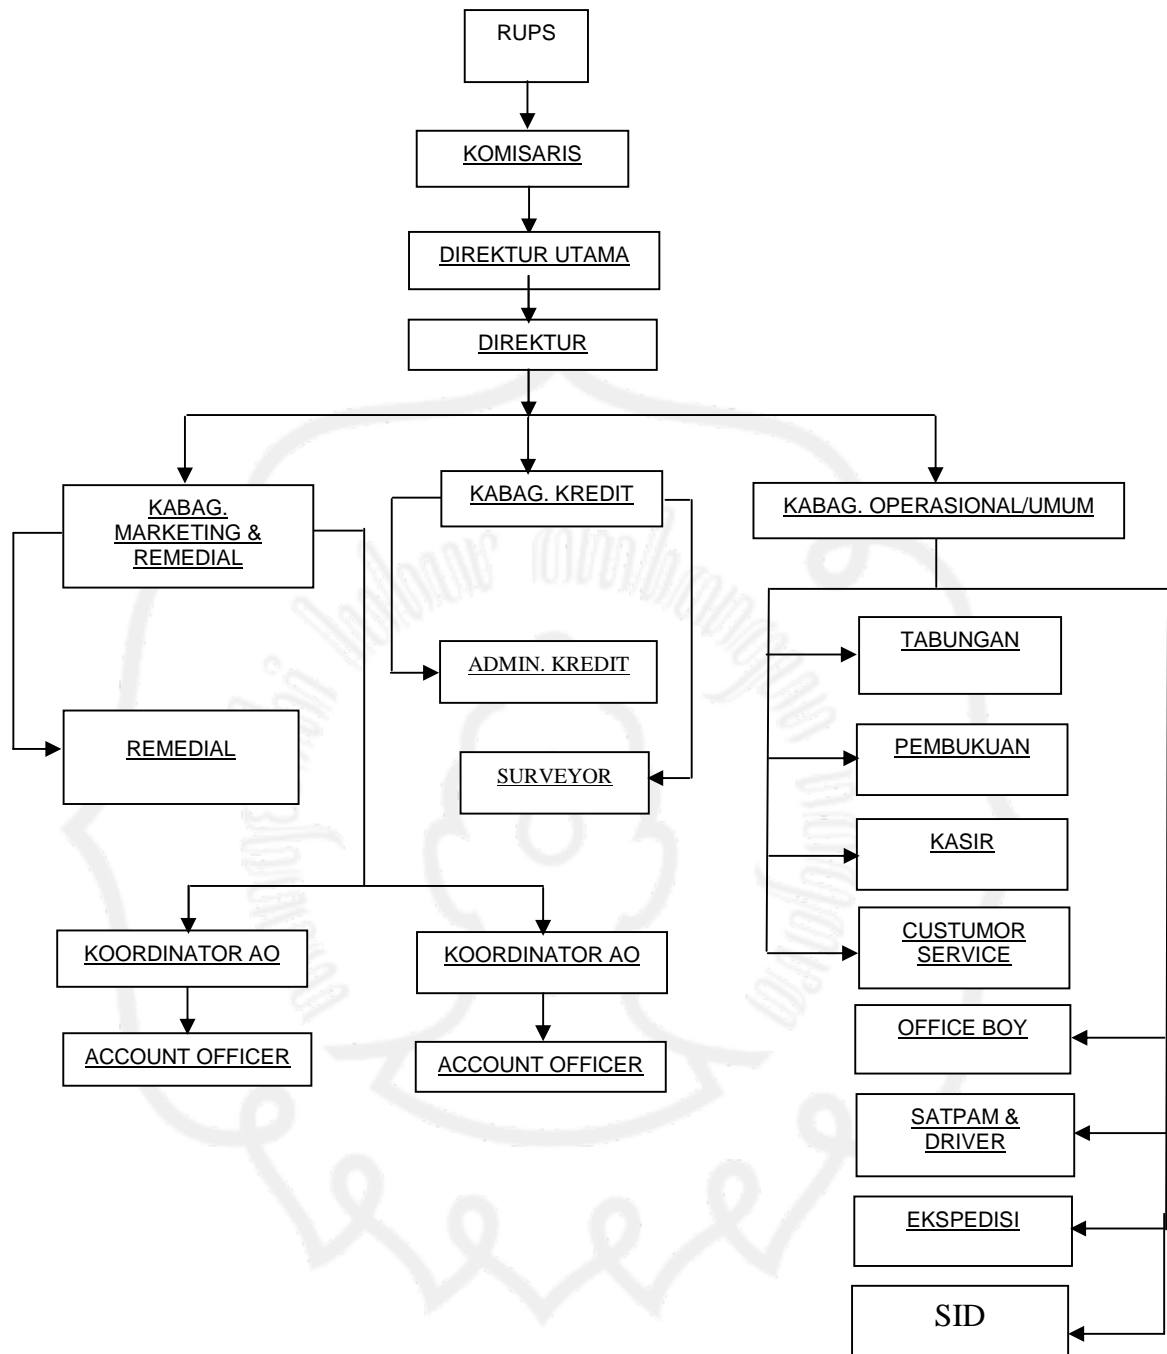 RUPS
KOMISARIS
DIREKTUR UTAMA
DIREKTUR
KABAG.
MARKETING &
REMEDIAL
KABAG. KREDIT
KABAG. OPERASIONAL/UMUM
TABUNGAN
ADMIN. KREDIT
REMEDIAL
PEMBUKUAN
SURVEYOR
KASIR
KOORDINATOR AO
KOORDINATOR AO
CUSTUMOR
SERVICE
ACCOUNT OFFICER
ACCOUNT OFFICER
OFFICE BOY
SATPAM &
DRIVER
EKSPEDISI
SID